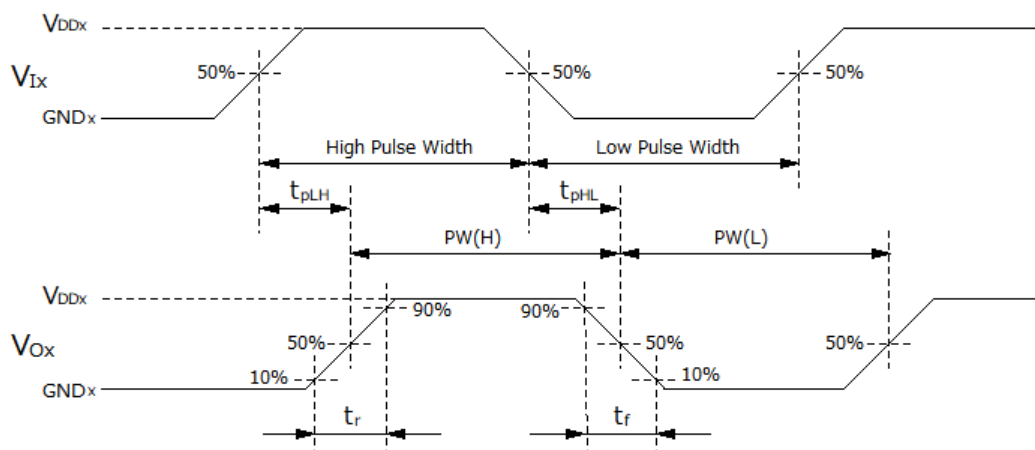 VDDx
VIx
50%
50%
50%
GNDx
High Pulse Width
Low Pulse Width
tpLH
tpHL
PW(H)
PW(L)
VDDx
90%
90%
VOx
50%
50%
50%
10%
10%
GNDx
tr
tf